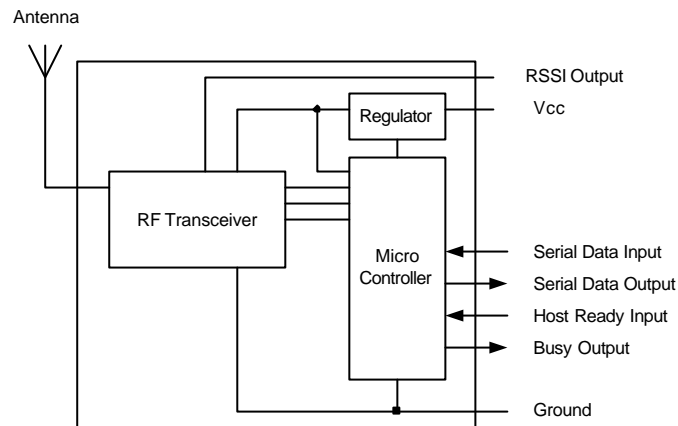 Antenna
RSSI Output
Regulator
Vcc
RF Transceiver
Micro
Controller
Serial Data Input
Serial Data Output
Host Ready Input
Busy Output
Ground